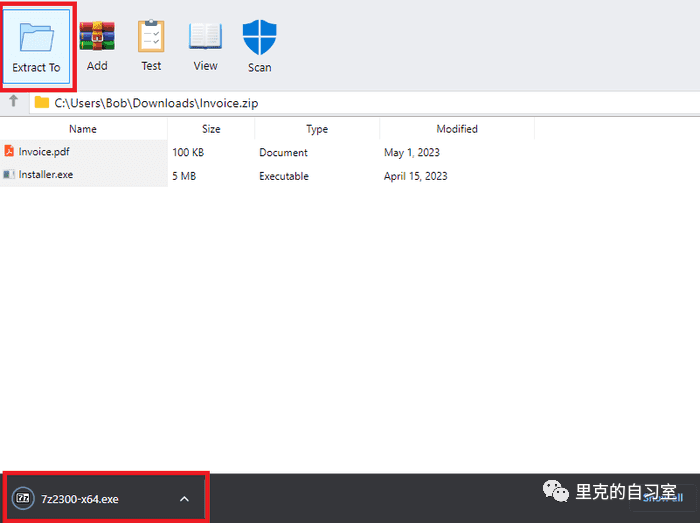 Extract To Add Test View Scan
C:\Users\Bob\Downloads\Invoice.zip
Name Size Type Modified
Invoice.pdf 100 KB Document May 1, 2023
Installer.exe 5 MB Executable April 15, 2023
7z2300-x64.exe 里克的自习室 Show all